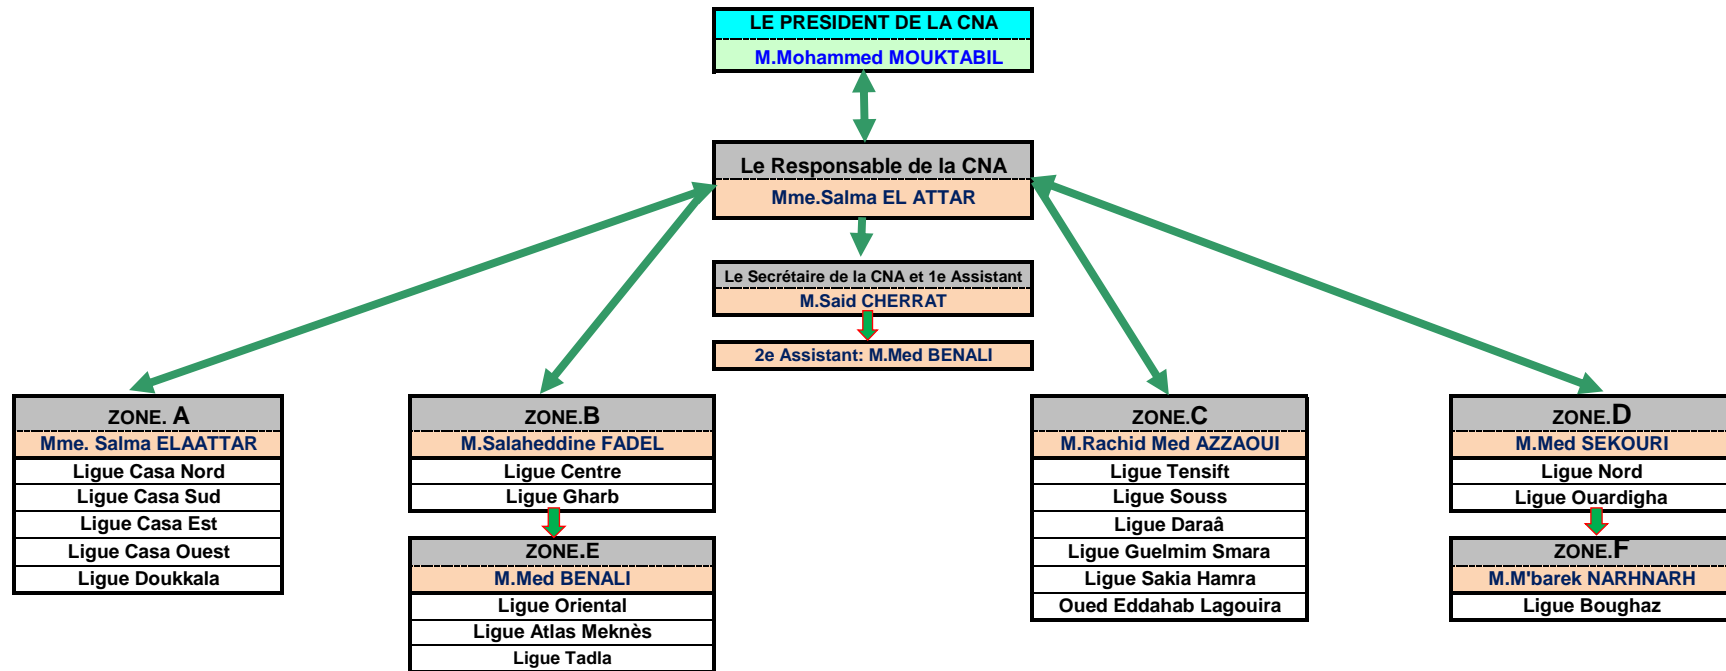 LE PRESIDENT DE LA CNA
M.Mohammed MOUKTABIL
Le Responsable de la CNA
Mme.Salma EL ATTAR
Le Secrétaire de la CNA et 1e Assistant
M.Said CHERRAT
2e Assistant: M.Med BENALI
ZONE. A
Mme. Salma ELAATTAR
Ligue Casa Nord
Ligue Casa Sud
Ligue Casa Est
Ligue Casa Ouest
Ligue Doukkala
ZONE.B
M.Salaheddine FADEL
Ligue Centre
Ligue Gharb
ZONE.E
M.Med BENALI
Ligue Oriental
Ligue Atlas Meknès
Ligue Tadla
ZONE.C
M.Rachid Med AZZAOUI
Ligue Tensift
Ligue Souss
Ligue Daraâ
Ligue Guelmim Smara
Ligue Sakia Hamra
Oued Eddahab Lagouira
ZONE.D
M.Med SEKOURI
Ligue Nord
Ligue Ouardigha
ZONE.F
M.M'barek NARHNARH
Ligue Boughaz